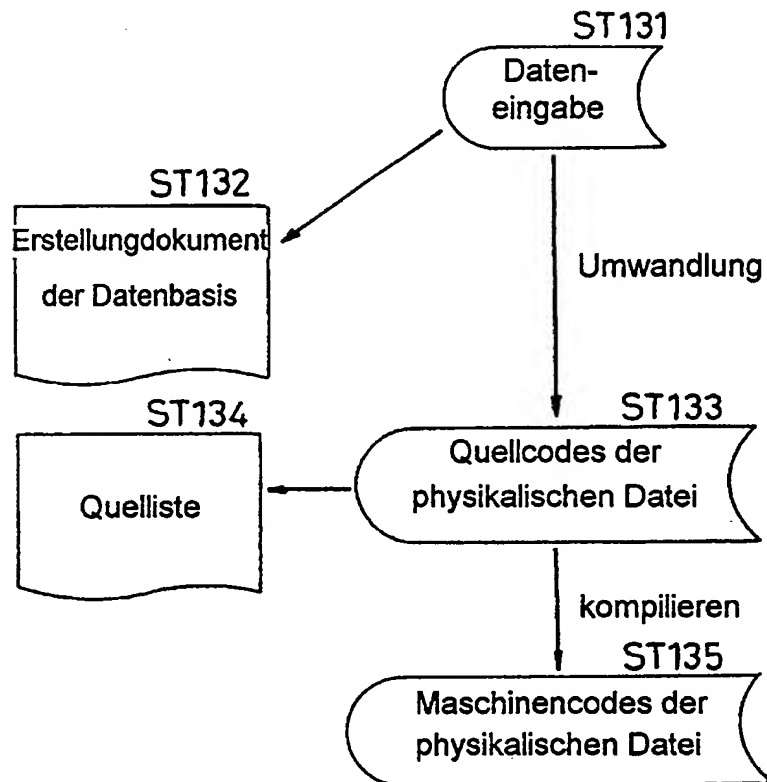 ST131
Daten-
eingabe
ST132
Erstellungdokument
der Datenbasis
Umwandlung
ST134
ST133
Quelliste
Quellcodes der
physikalischen Datei
kompilieren
ST135
Maschinencodes der
physikalischen Datei